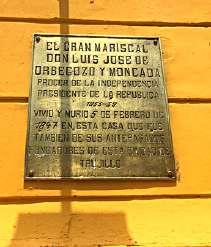 EL GRAN MARISCAL
DON LUIS JOSE DE
ORBEGOZO Y MONCADA
PROCER DE LA INDEPENDENCIA
PRESIDENTE DE LA REPUBLICA
VIVIO Y MURIO 5 DE FEBRERO DE
1847 EN ESTA CASA QUE FUE
TAMBIEN DE SUS ANTEPASADOS
FUNDADORES DE ESTA
TRUJILLO